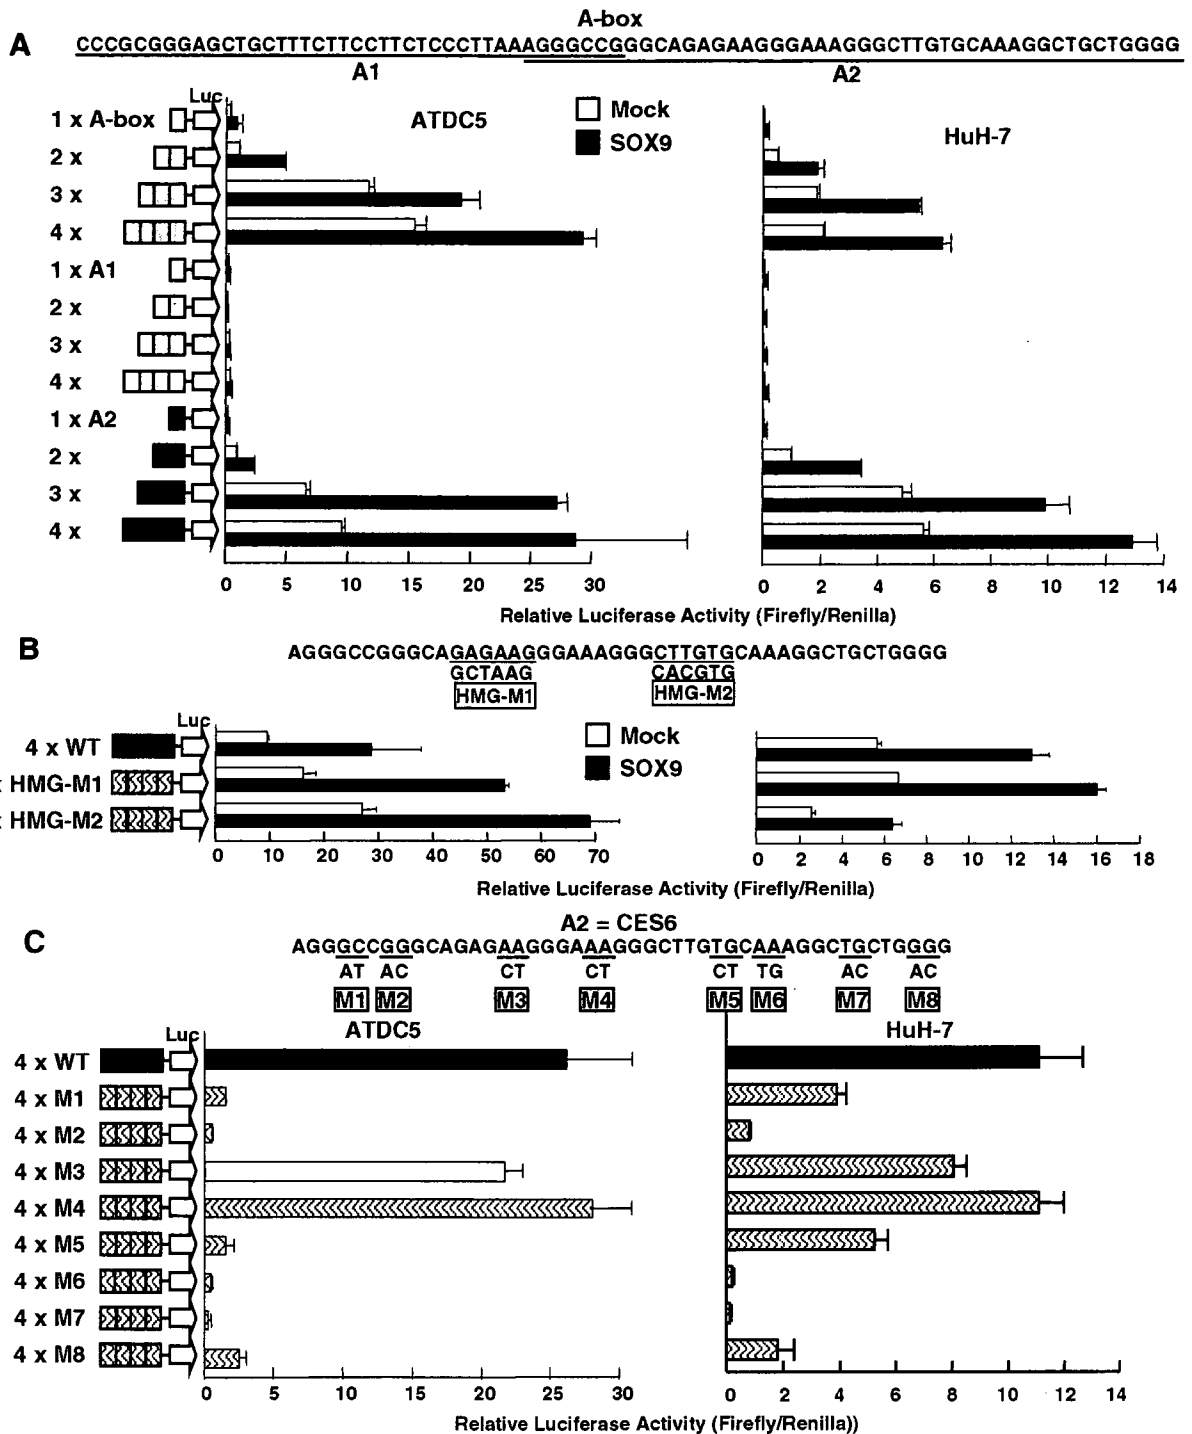 A
A-box
CCCGCGGGAGCTGCTTTCTTCCTTCTCCCTTAAAGGGCCGGGCAGAGAAGGGAAAGGGCTTGTGCAAAGGCTGCTGGGG
A1
A2
Luc
ATDC5
Mock
SOX9
HuH-7
1 x A-box
2 x
3 x
4 x
1 x A1
2 x
3 x
4 x
1 x A2
2 x
3 x
4 x
0 5 10 15 20 25 30
0 2 4 6 8 10 12 14
Relative Luciferase Activity (Firefly/Renilla)
B
AGGGCCGGGCAGAGAAGGGAAAGGGCTTGTGCAAAGGCTGCTGGGG
GCTAAG
CACGTG
HMG-M1
HMG-M2
Luc
Mock
SOX9
4 x WT
x HMG-M1
x HMG-M2
0 10 20 30 40 50 60 70
0 2 4 6 8 10 12 14 16 18
Relative Luciferase Activity (Firefly/Renilla)
C
A2 = CES6
AGGGCCGGGCAGAGAAGGGAAAGGGCTTGTGCAAAGGCTGCTGGGG
AT AC CT CT CT TG AC AC
M1 M2 M3 M4 M5 M6 M7 M8
Luc
ATDC5
HuH-7
4 x WT
4 x M1
4 x M2
4 x M3
4 x M4
4 x M5
4 x M6
4 x M7
4 x M8
0 5 10 15 20 25 30
0 2 4 6 8 10 12 14
Relative Luciferase Activity (Firefly/Renilla))